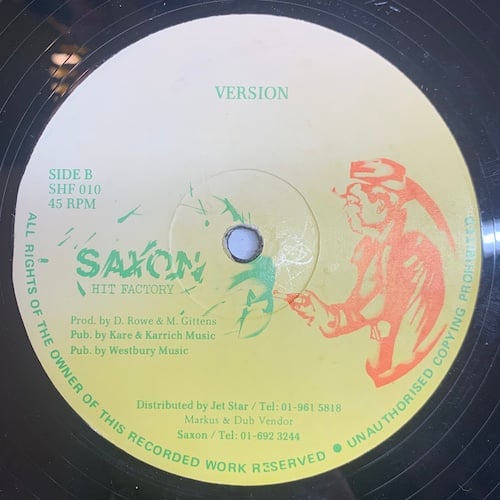 VERSION
SIDE B
SHF 010
45 RPM
SAXON
HIT FACTORY
Prod. by D. Rowe & M. Gittens
Pub. by Kare & Karrich Music
Pub. by Westbury Music
Distributed by Jet Star / Tel: 01-961 5818
Markus & Dub Vendor
Saxon / Tel: 01-692 3244
ALL RIGHTS OF THE OWNER OF THIS RECORDED WORK RESERVED ● UNAUTHORISED COPYING PROHIBITED